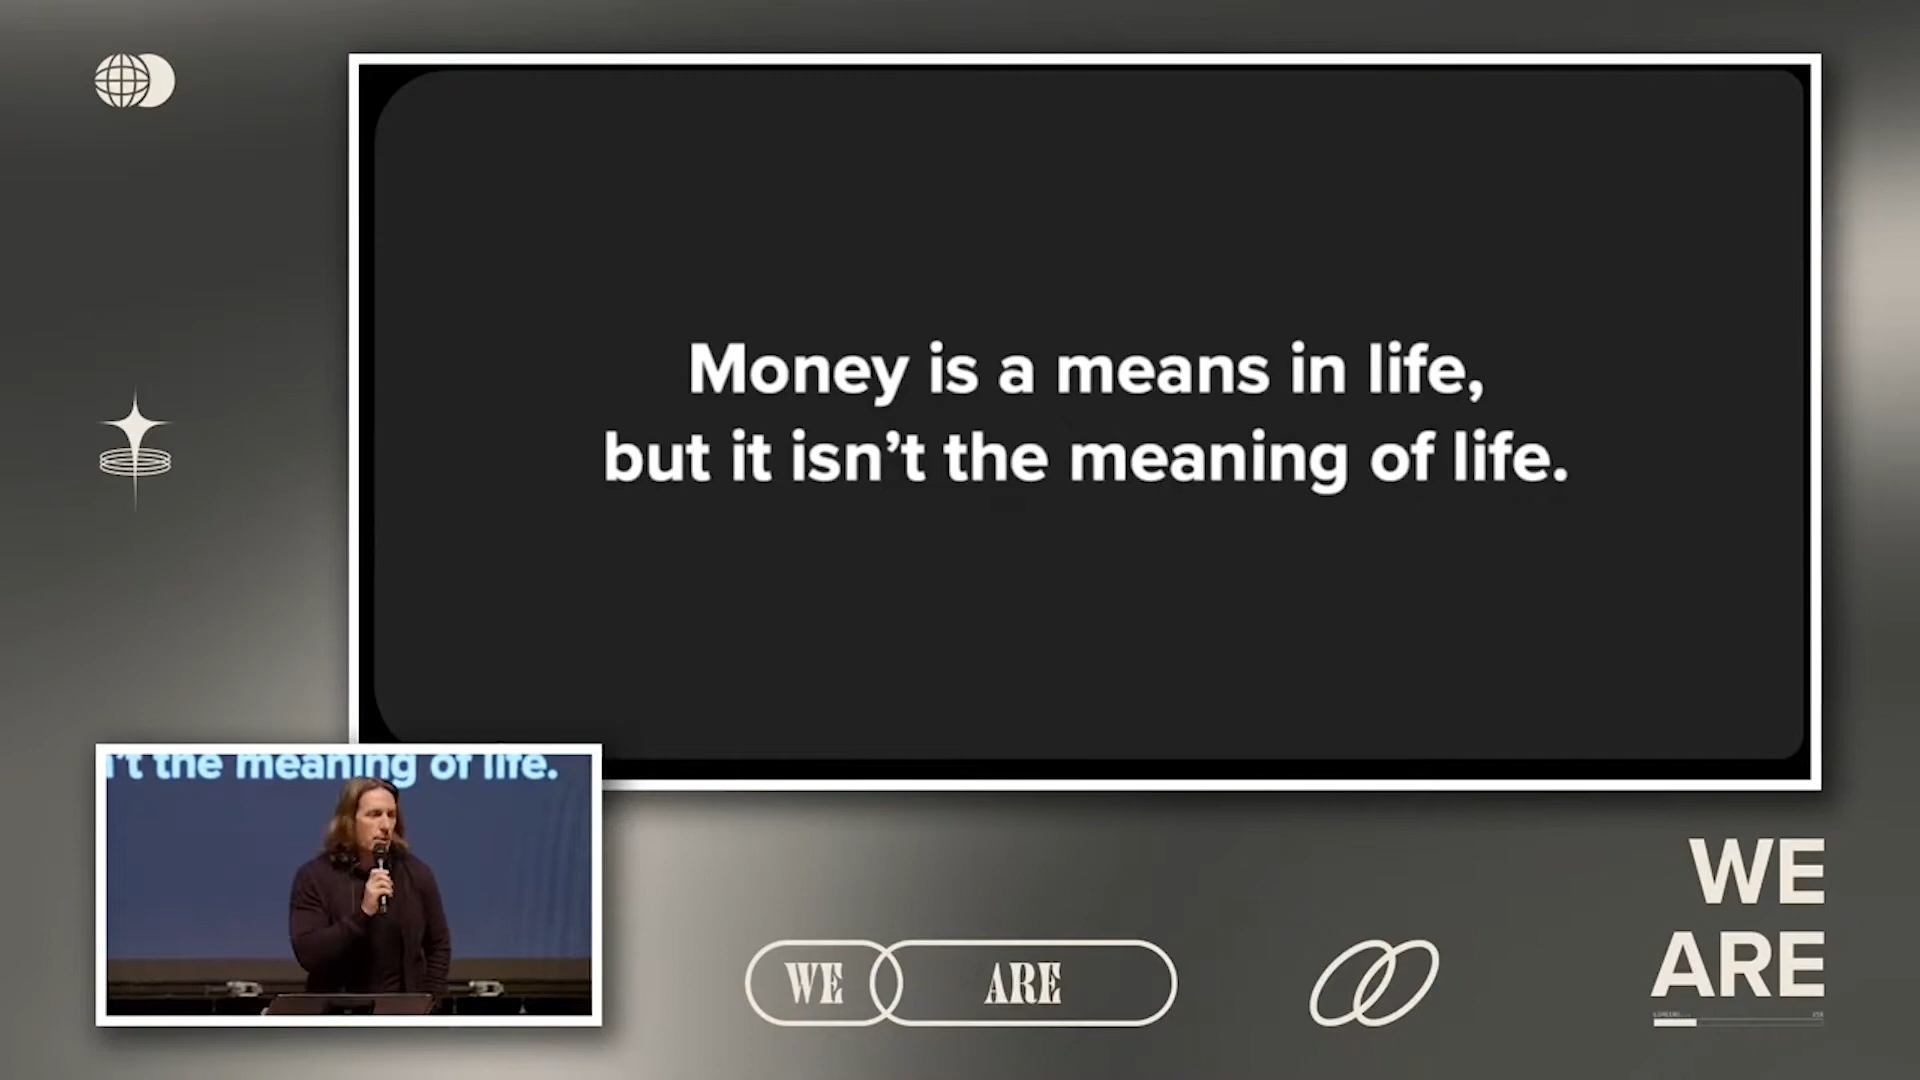 Money is a means in life,
but it isn’t the meaning of life.
't the meaning of life.
WE ARE
WE
ARE